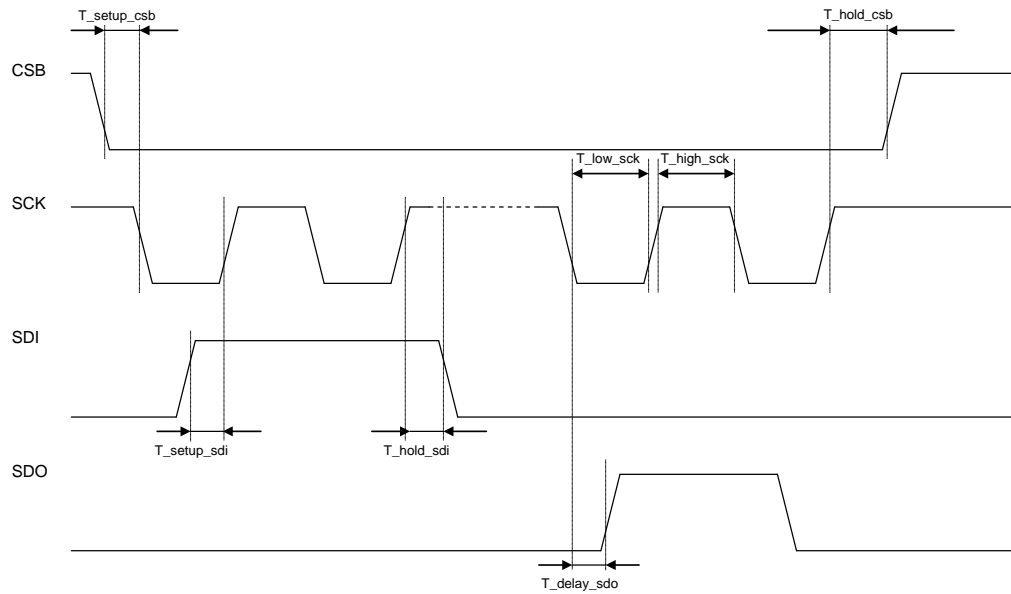 T_setup_csb
T_hold_csb
CSB
T_low_sck
T_high_sck
SCK
SDI
T_setup_sdi
T_hold_sdi
SDO
T_delay_sdo